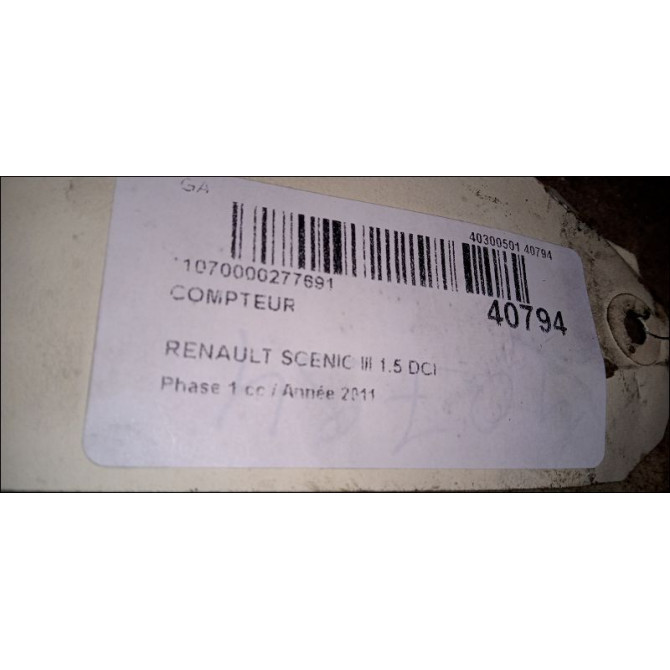 GA
40300501 40794
1070000277691
COMPTEUR
40794
RENAULT SCENIC III 1.5 DCI
Phase 1 cc / Année 2011